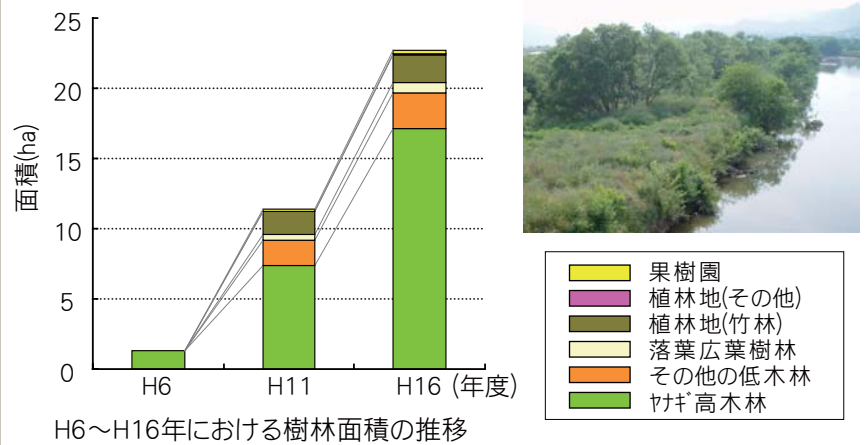 25
20
15
10
5
0
面積(ha)
H6
H11
H16
(年度)
H6～H16年における樹林面積の推移
果樹園
植林地(その他)
植林地(竹林)
落葉広葉樹林
その他の低木林
ﾔﾅｷﾞ高木林